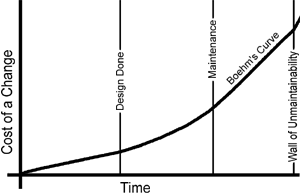 Cost of a Change
Design Done
Maintenance
Boehm's Curve
Wall of Unmaintainability
Time